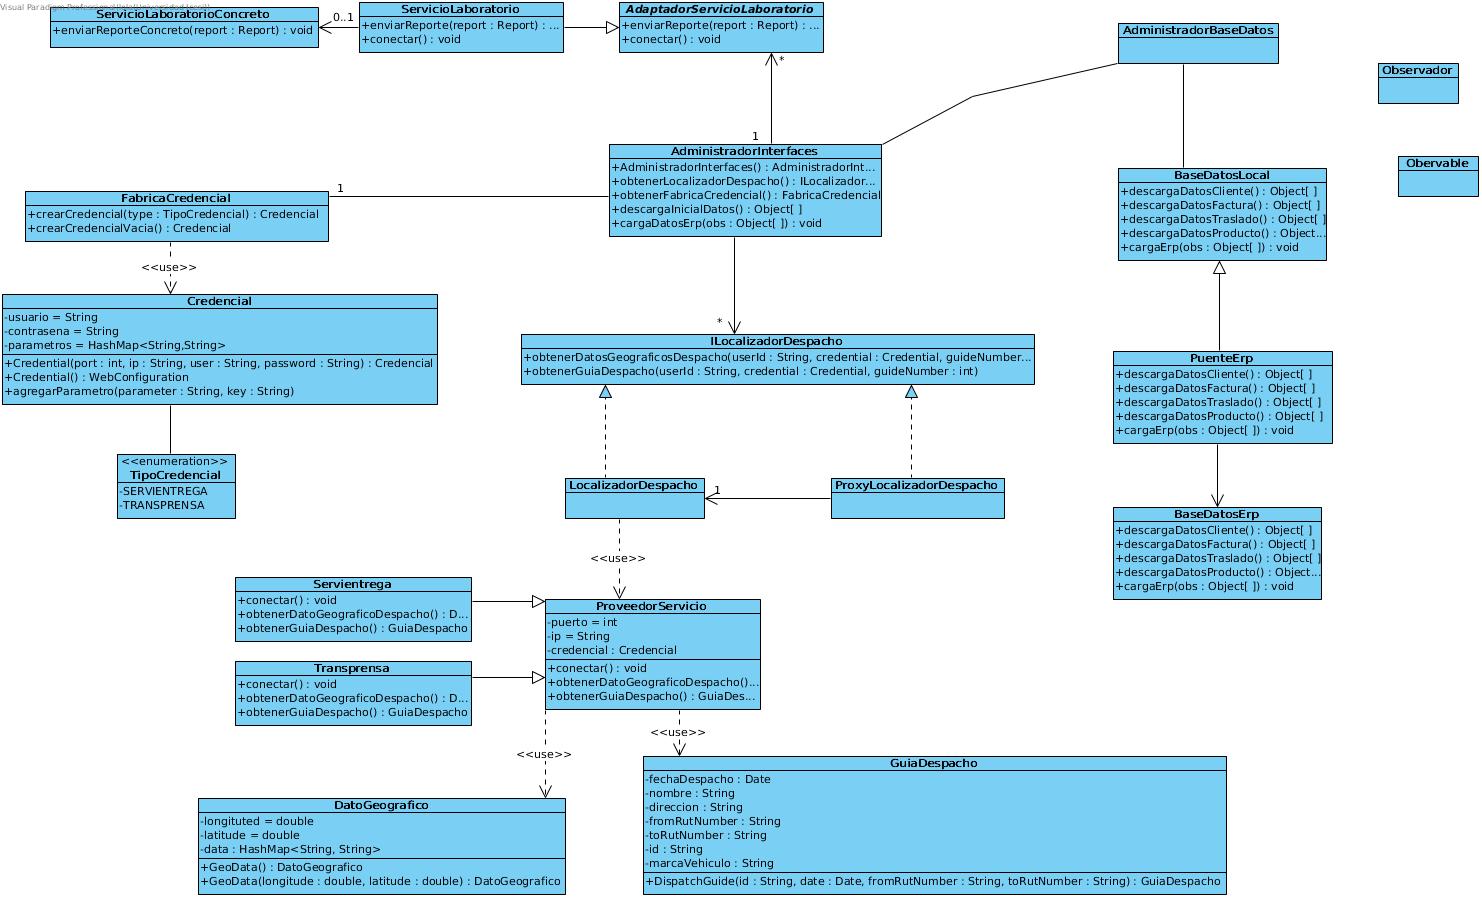 ServicioLaboratorioConcreto
+enviarReporteConcreto(report : Report) : void
0..1
ServicioLaboratorio
+enviarReporte(report : Report) : ...
+conectar() : void
AdaptadorServicioLaboratorio
+enviarReporte(report : Report) : ...
+conectar() : void
*
1
AdministradorBaseDatos
Observador
Obervable
AdministradorInterfaces
+AdministradorInterfaces() : AdministradorInt...
+obtenerLocalizadorDespacho() : ILocalizador...
+obtenerFabricaCredencial() : FabricaCredencial
+descargaInicialDatos() : Object[ ]
+cargaDatosErp(obs : Object[ ]) : void
1
FabricaCredencial
+crearCredencial(type : TipoCredencial) : Credencial
+crearCredencialVacia() : Credencial
<<use>>
BaseDatosLocal
+descargaDatosCliente() : Object[ ]
+descargaDatosFactura() : Object[ ]
+descargaDatosTraslado() : Object[ ]
+descargaDatosProducto() : Object...
+cargaErp(obs : Object[ ]) : void
Credencial
-usuario = String
-contrasena = String
-parametros = HashMap<String,String>
+Credential(port : int, ip : String, user : String, password : String) : Credencial
+Credential() : WebConfiguration
+agregarParametro(parameter : String, key : String)
*
ILocalizadorDespacho
+obtenerDatosGeograficosDespacho(userId : String, credential : Credential, guideNumber...
+obtenerGuiaDespacho(userId : String, credential : Credential, guideNumber : int)
PuenteErp
+descargaDatosCliente() : Object[ ]
+descargaDatosFactura() : Object[ ]
+descargaDatosTraslado() : Object[ ]
+descargaDatosProducto() : Object[ ]
+cargaErp(obs : Object[ ]) : void
<<enumeration>>
TipoCredencial
-SERVIENTREGA
-TRANSPRENSA
LocalizadorDespacho
1
ProxyLocalizadorDespacho
<<use>>
BaseDatosErp
+descargaDatosCliente() : Object[ ]
+descargaDatosFactura() : Object[ ]
+descargaDatosTraslado() : Object[ ]
+descargaDatosProducto() : Object...
+cargaErp(obs : Object[ ]) : void
Servientrega
+conectar() : void
+obtenerDatoGeograficoDespacho() : D...
+obtenerGuiaDespacho() : GuiaDespacho
Transprensa
+conectar() : void
+obtenerDatoGeograficoDespacho() : D...
+obtenerGuiaDespacho() : GuiaDespacho
ProveedorServicio
-puerto = int
-ip = String
-credencial : Credencial
+conectar() : void
+obtenerDatoGeograficoDespacho()...
+obtenerGuiaDespacho() : GuiaDes...
<<use>>
<<use>>
DatoGeografico
-longituted = double
-latitude = double
-data : HashMap<String, String>
+GeoData() : DatoGeografico
+GeoData(longitude : double, latitude : double) : DatoGeografico
GuiaDespacho
-fechaDespacho : Date
-nombre : String
-direccion : String
-fromRutNumber : String
-toRutNumber : String
-id : String
-marcaVehiculo : String
+DispatchGuide(id : String, date : Date, fromRutNumber : String, toRutNumber : String) : GuiaDespacho